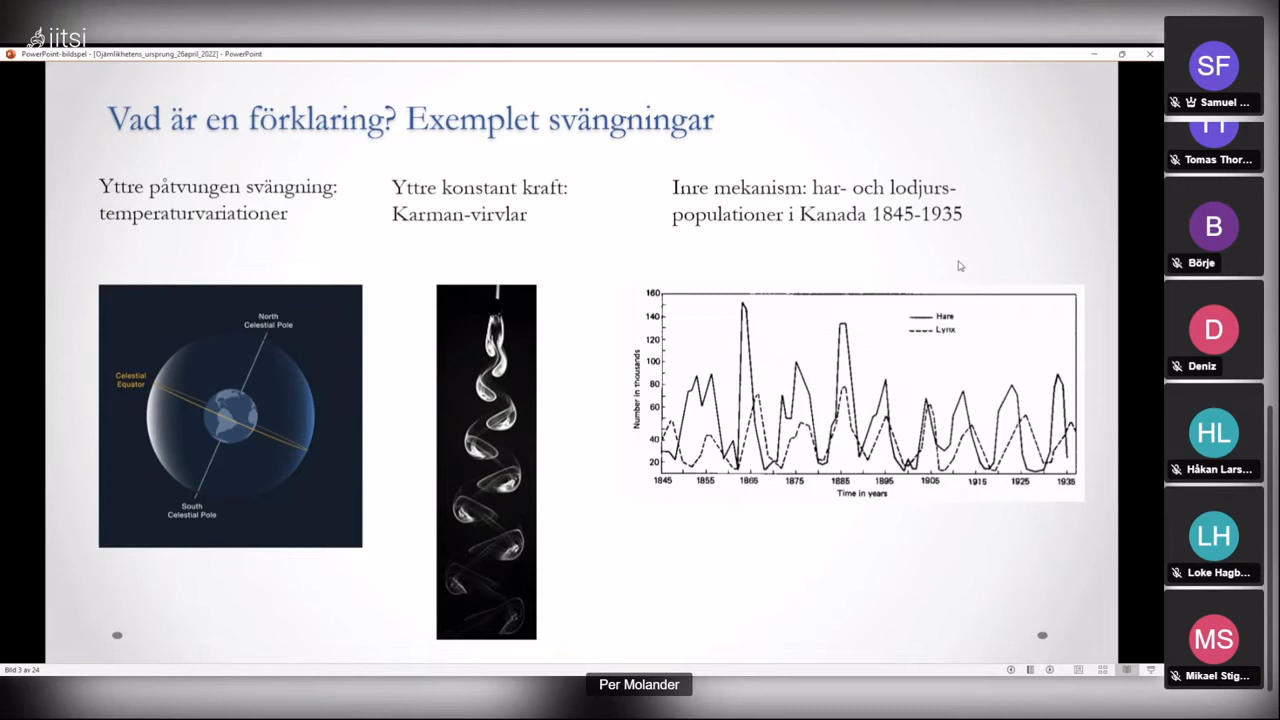 jitsi
PowerPoint-bildspel - [Ojämlikhetens_ursprung_26april_2022] - PowerPoint
Vad är en förklaring? Exemplet svängningar
Yttre påtvungen svängning:
temperaturvariationer
Yttre konstant kraft:
Karman-virvlar
Inre mekanism: har- och lodjurs-
populationer i Kanada 1845-1935
North
Celestial Pole
Celestial
Equator
South
Celestial Pole
Number in thousands
160
140
120
100
80
60
40
20
Hare
Lynx
1845 1855 1865 1875 1885 1895 1905 1915 1925 1935
Time in years
Bild 3 av 24
Per Molander
SF
Samuel ...
Tomas Thor...
B
Börje
D
Deniz
HL
Håkan Lars...
LH
Loke Hagb...
MS
Mikael Stig...